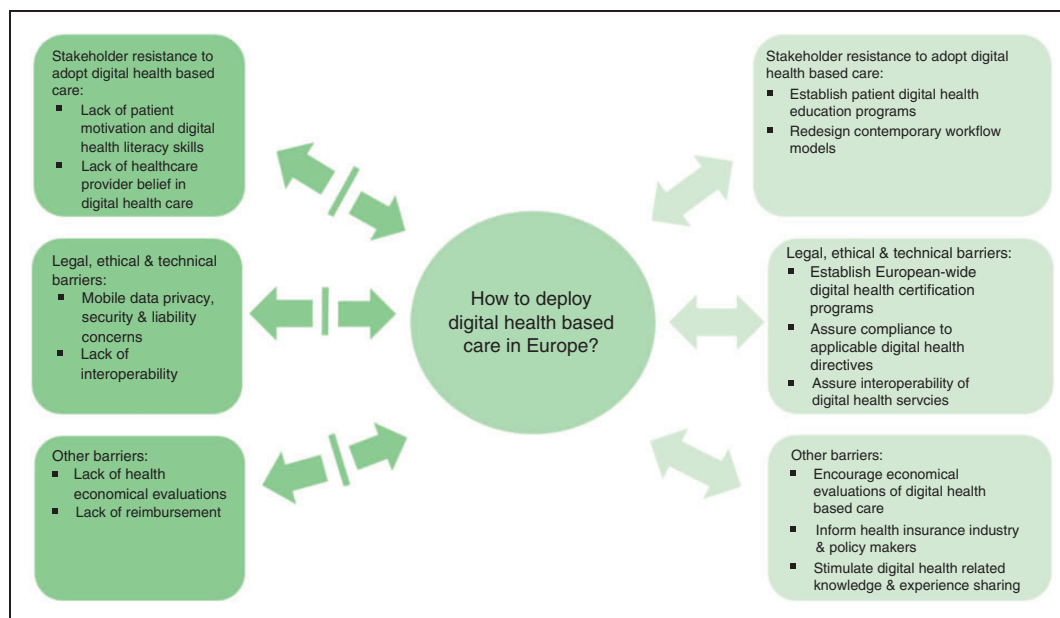 Stakeholder resistance to
adopt digital health based
care:
▪ Lack of patient
motivation and digital
health literacy skills
▪ Lack of healthcare
provider belief in
digital health care
Legal, ethical & technical
barriers:
▪ Mobile data privacy,
security & liability
concerns
▪ Lack of
interoperability
Other barriers:
▪ Lack of health
economical evaluations
▪ Lack of reimbursement
How to deploy
digital health based
care in Europe?
Stakeholder resistance to adopt digital
health based care:
▪ Establish patient digital health
education programs
▪ Redesign contemporary workflow
models
Legal, ethical & technical barriers:
▪ Establish European-wide
digital health certification
programs
▪ Assure compliance to
applicable digital health
directives
▪ Assure interoperability of
digital health servcies
Other barriers:
▪ Encourage economical
evaluations of digital health
based care
▪ Inform health insurance industry
& policy makers
▪ Stimulate digital health related
knowledge & experience sharing